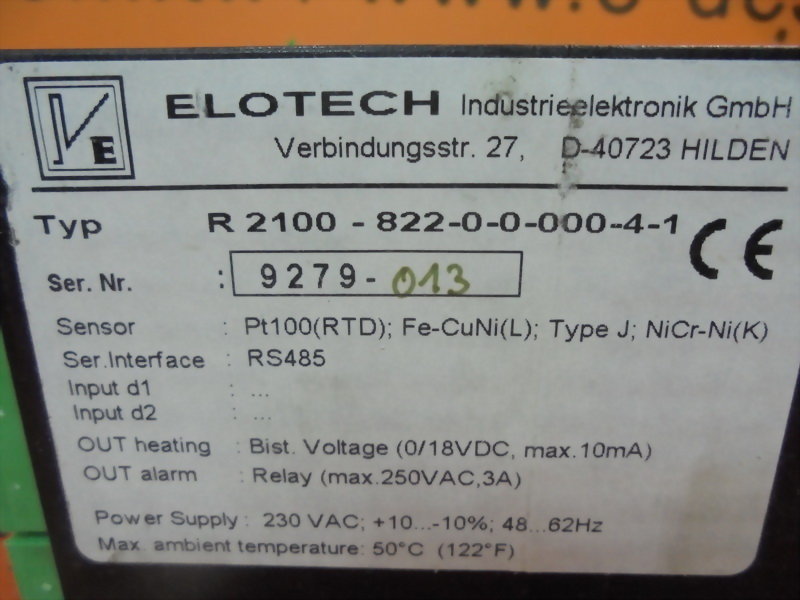 E
ELOTECH Industrieelektronik GmbH
Verbindungsstr. 27, D-40723 HILDEN
Typ R 2100 - 822-0-0-000-4-1 CE
Ser. Nr. : 9279-013
Sensor : Pt100(RTD); Fe-CuNi(L); Type J; NiCr-Ni(K)
Ser.Interface : RS485
Input d1 : ...
Input d2 : ...
OUT heating : Bist. Voltage (0/18VDC, max.10mA)
OUT alarm : Relay (max.250VAC,3A)
Power Supply : 230 VAC; +10...-10%; 48...62Hz
Max. ambient temperature: 50°C (122°F)